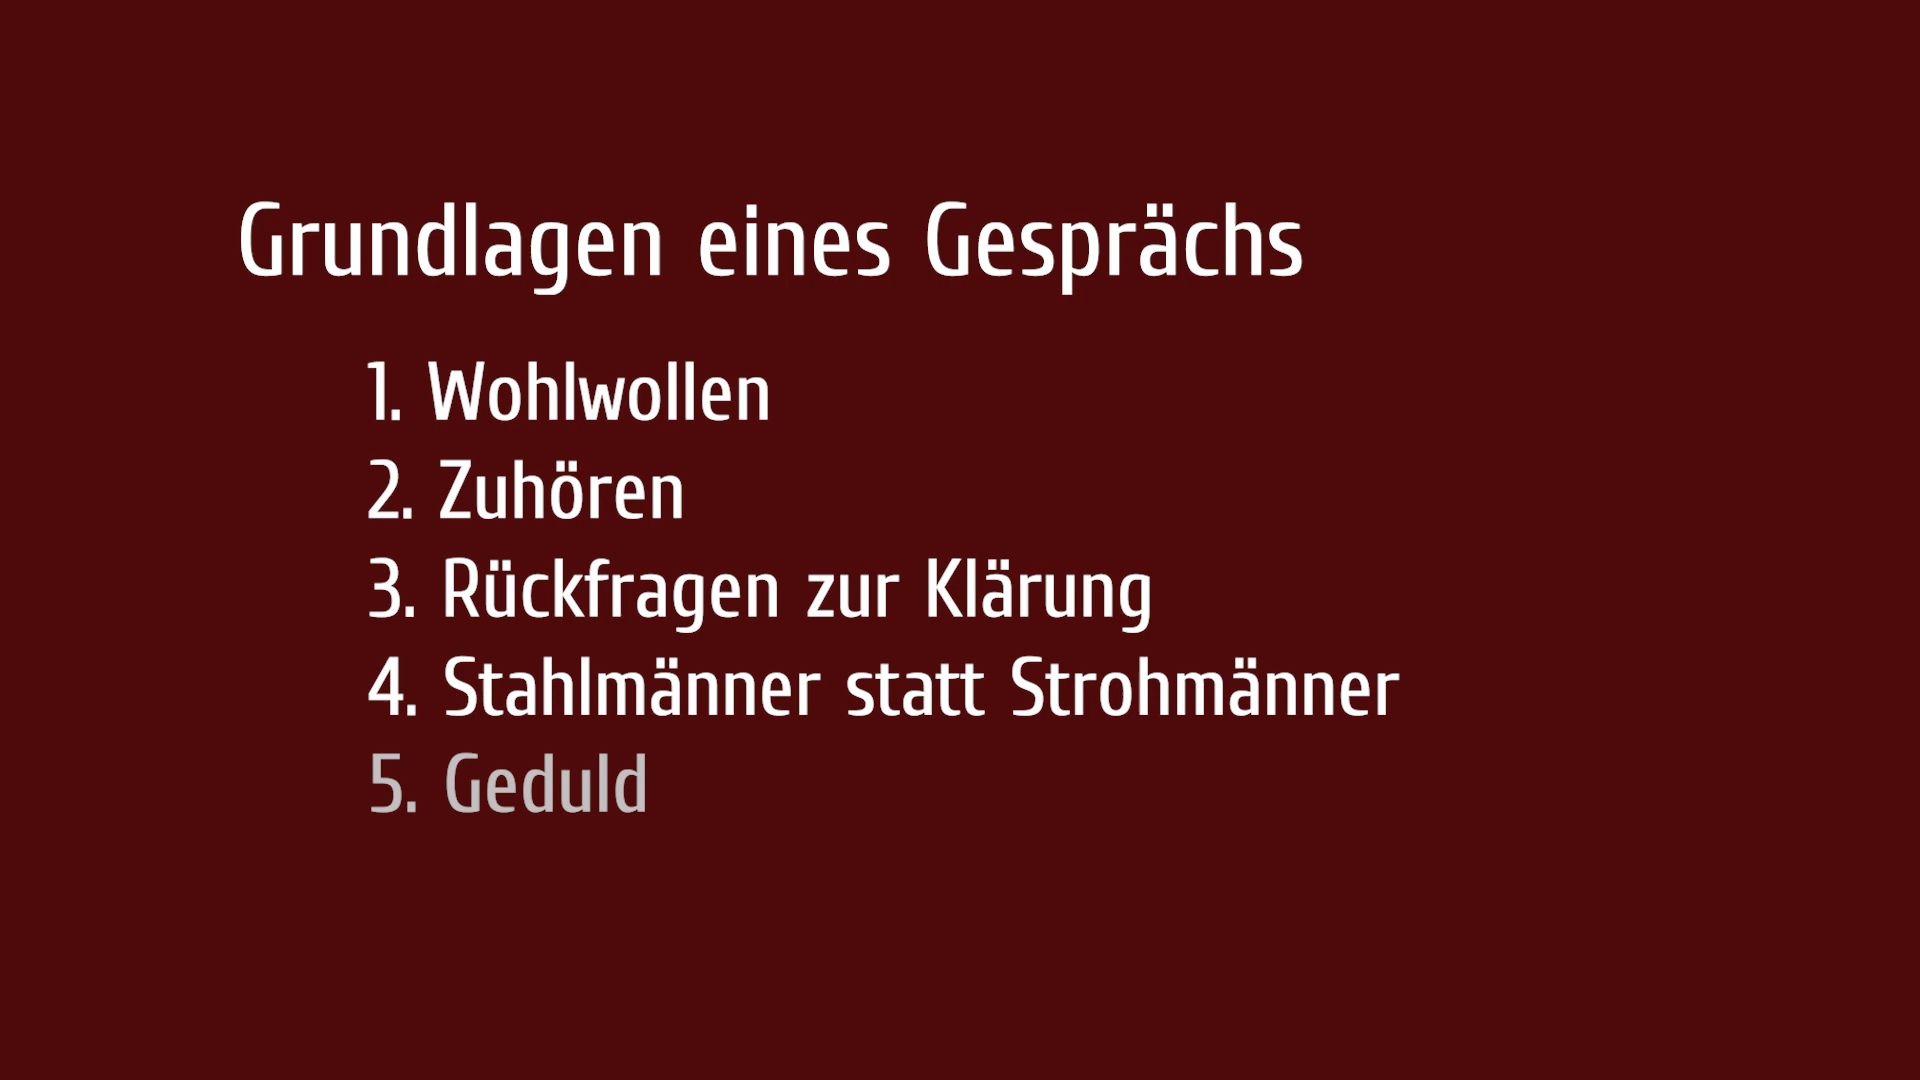 Grundlagen eines Gesprächs
1. Wohlwollen
2. Zuhören
3. Rückfragen zur Klärung
4. Stahlmänner statt Strohmänner
5. Geduld